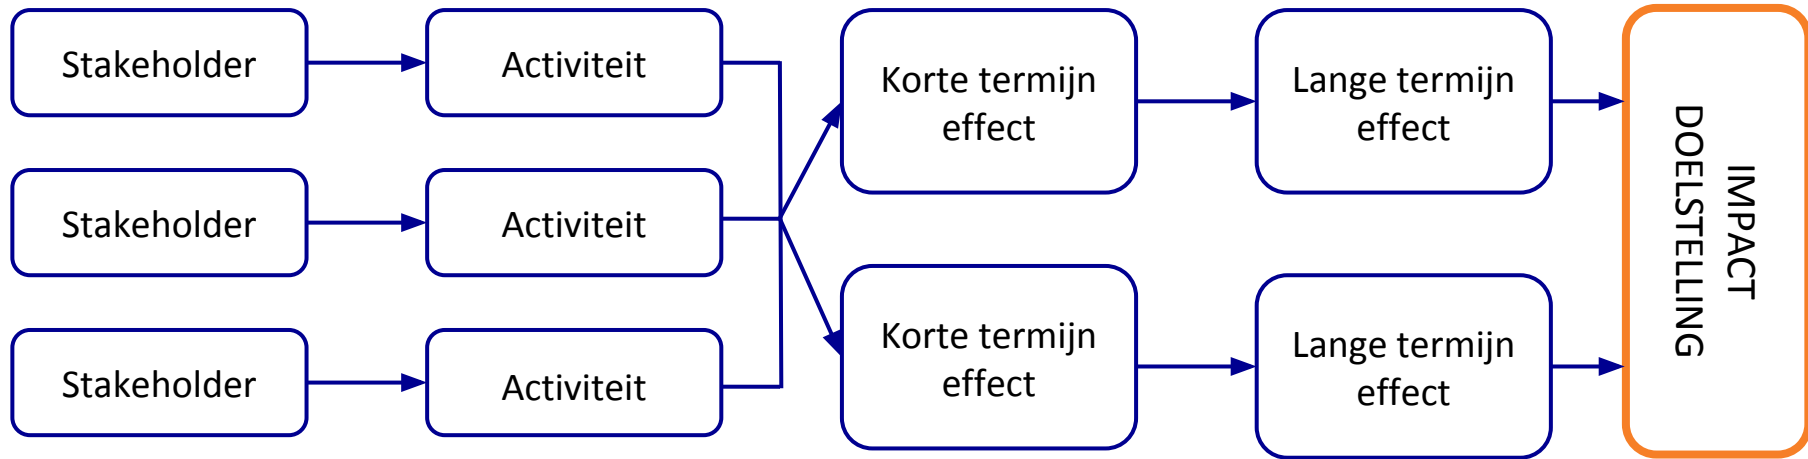 Stakeholder
Activiteit
Korte termijn
effect
Lange termijn
effect
Stakeholder
Activiteit
Stakeholder
Activiteit
Korte termijn
effect
Lange termijn
effect
IMPACT
DOELSTELLING